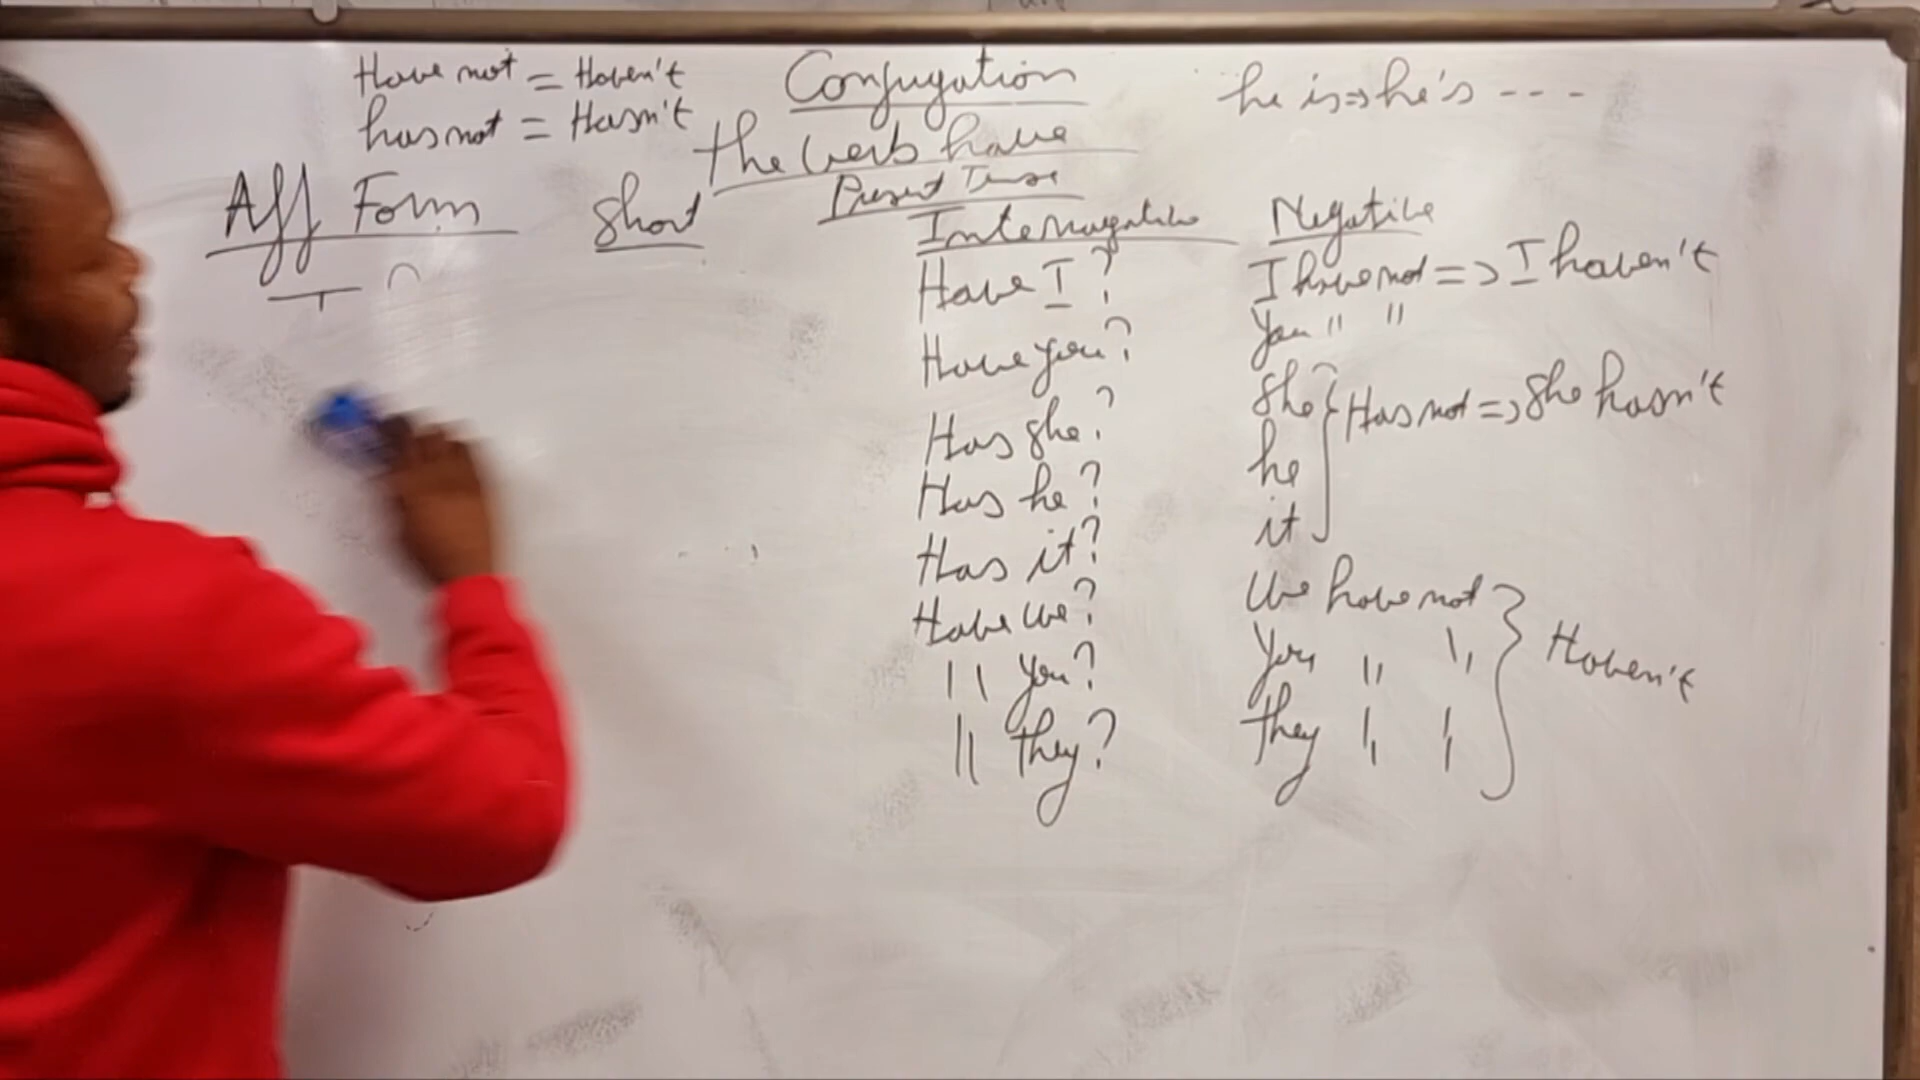 Have not = Haven't
has not = Hasn't
Conjugation
he is => he's ---
the verb have
Present Tense
Aff Form
Short
Interrogative
Negative
I
Have I ?
I have not => I haven't
Have you ?
You " "
Has she ?
She } Has not => She hasn't
Has he ?
he
Has it ?
it
Have we ?
We have not } Haven't
" you ?
You " "
" they ?
they " "